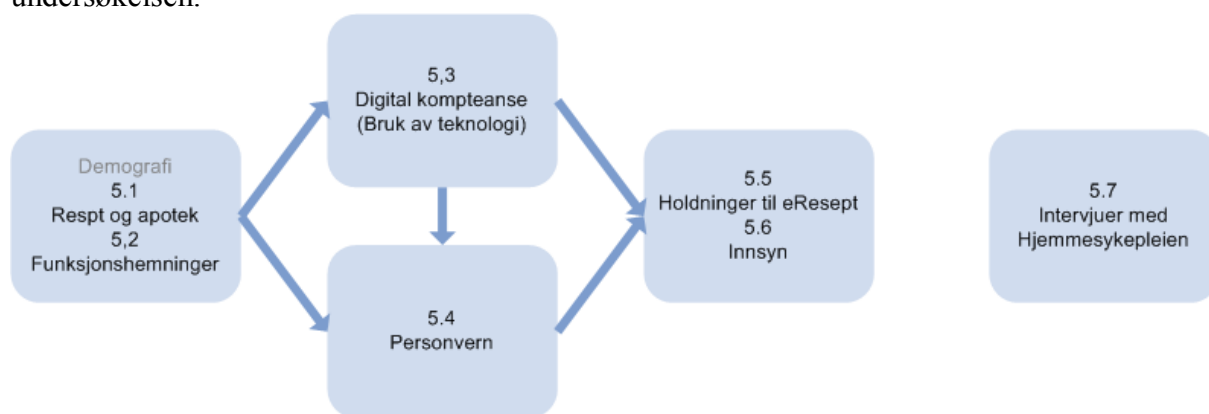 undersøkelsen.
5,3
Digital kompteanse
(Bruk av teknologi)
Demografi
5.1
Respt og apotek
5,2
Funksjonshemninger
5.4
Personvern
5.5
Holdninger til eResept
5.6
Innsyn
5.7
Intervjuer med
Hjemmesykepleien